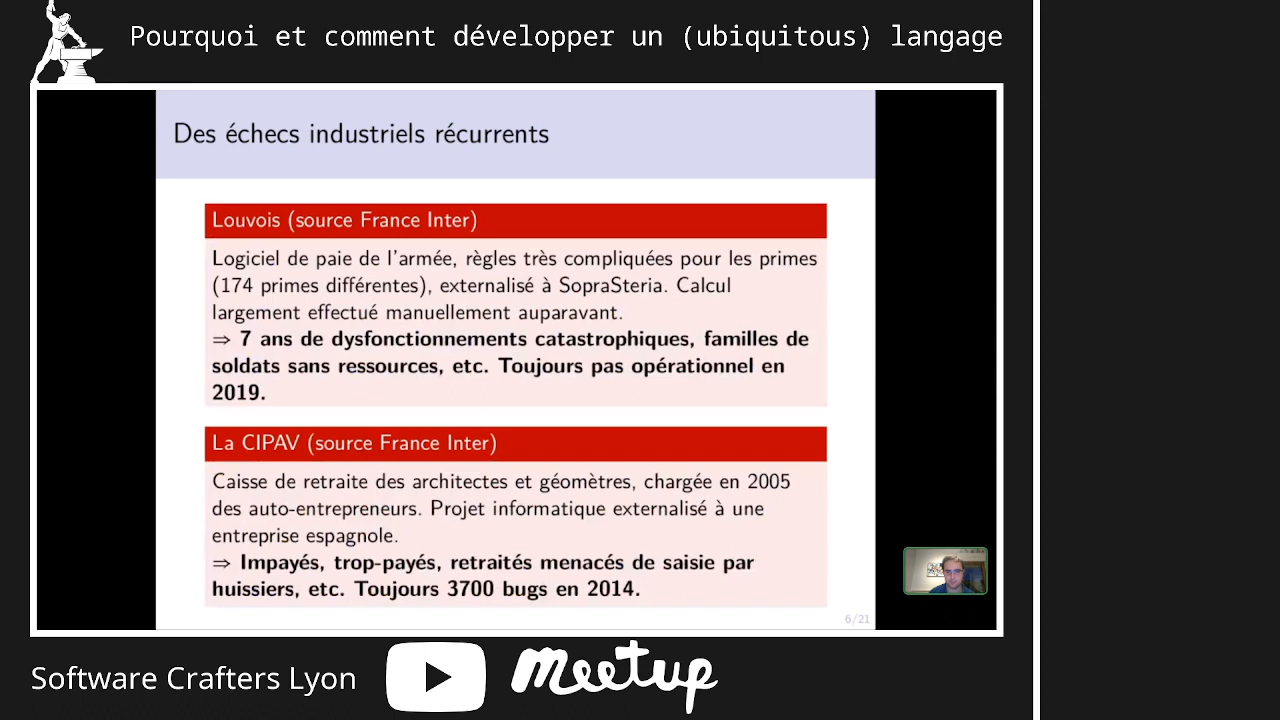 Pourquoi et comment développer un (ubiquitous) langage
Des échecs industriels récurrents
Louvois (source France Inter)
Logiciel de paie de l'armée, règles très compliquées pour les primes
(174 primes différentes), externalisé à SopraSteria. Calcul
largement effectué manuellement auparavant.
⇒ 7 ans de dysfonctionnements catastrophiques, familles de
soldats sans ressources, etc. Toujours pas opérationnel en
2019.
La CIPAV (source France Inter)
Caisse de retraite des architectes et géomètres, chargée en 2005
des auto-entrepreneurs. Projet informatique externalisé à une
entreprise espagnole.
⇒ Impayés, trop-payés, retraités menacés de saisie par
huissiers, etc. Toujours 3700 bugs en 2014.
6/21
Software Crafters Lyon
meetup